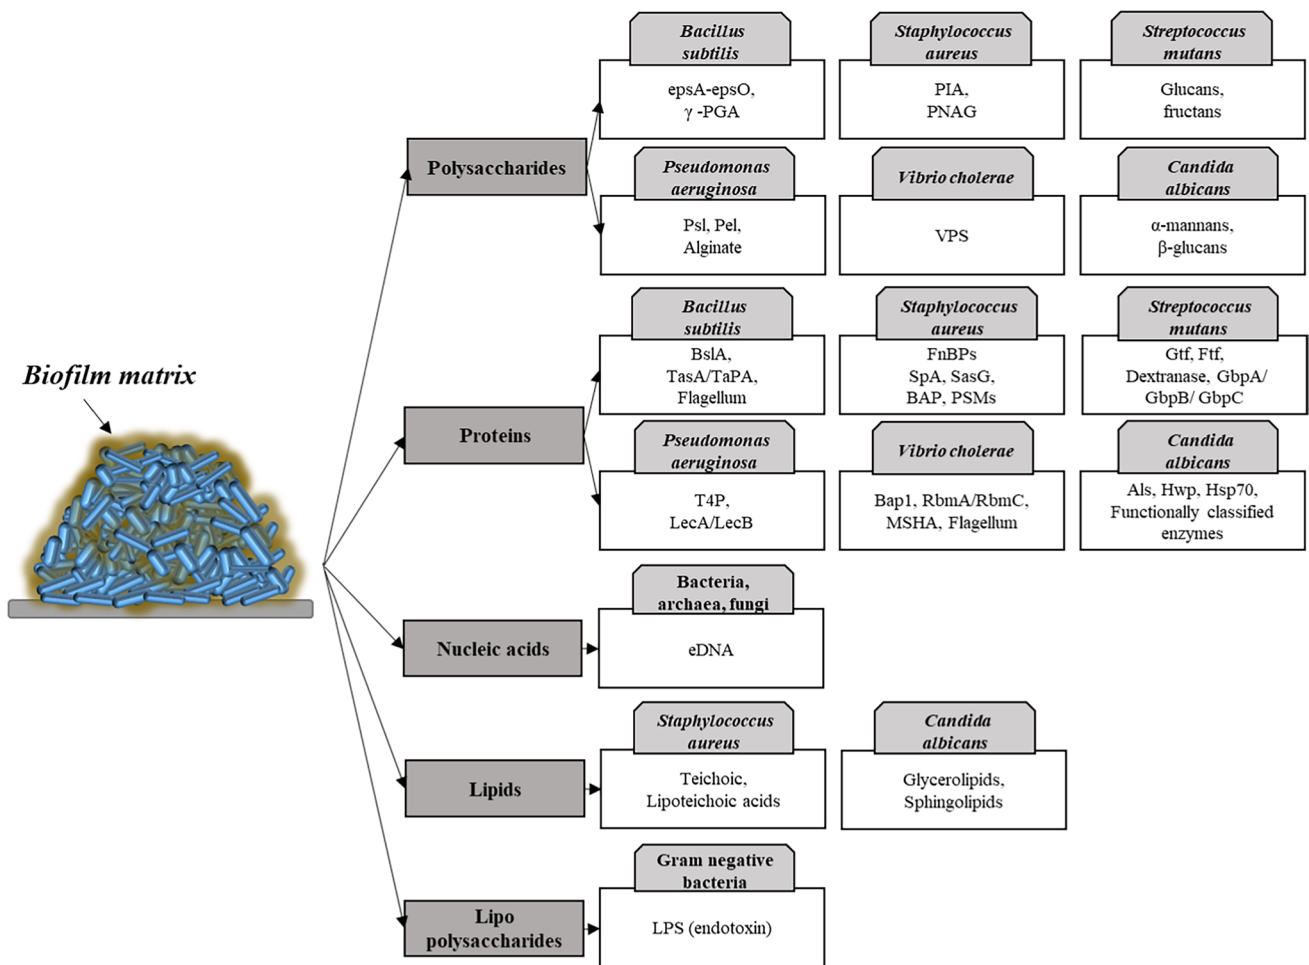 Biofilm matrix
Polysaccharides
Bacillus
subtilis
epsA-epsO,
γ -PGA
Staphylococcus
aureus
PIA,
PNAG
Streptococcus
mutans
Glucans,
fructans
Pseudomonas
aeruginosa
Psl, Pel,
Alginate
Vibrio cholerae
VPS
Candida
albicans
α-mannans,
β-glucans
Proteins
Bacillus
subtilis
BslA,
TasA/TaPA,
Flagellum
Staphylococcus
aureus
FnBPs
SpA, SasG,
BAP, PSMs
Streptococcus
mutans
Gtf, Ftf,
Dextranase, GbpA/
GbpB/ GbpC
Pseudomonas
aeruginosa
T4P,
LecA/LecB
Vibrio cholerae
Bap1, RbmA/RbmC,
MSHA, Flagellum
Candida
albicans
Als, Hwp, Hsp70,
Functionally classified
enzymes
Nucleic acids
Bacteria,
archaea, fungi
eDNA
Lipids
Staphylococcus
aureus
Teichoic,
Lipoteichoic acids
Candida
albicans
Glycerolipids,
Sphingolipids
Lipo
polysaccharides
Gram negative
bacteria
LPS (endotoxin)